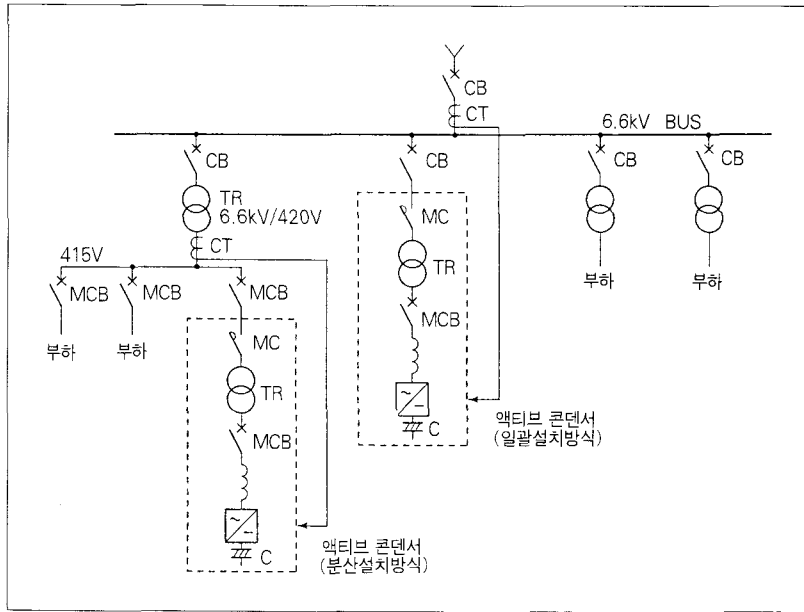 CB
CT
6.6kV BUS
CB
CB
CB
CB
TR
6.6kV/420V
CT
415V
MC
TR
MCB
MCB
MCB
MCB
부하
부하
부하
부하
MC
TR
C
액티브 콘덴서
(일괄설치방식)
MCB
C
액티브 콘덴서
(분산설치방식)